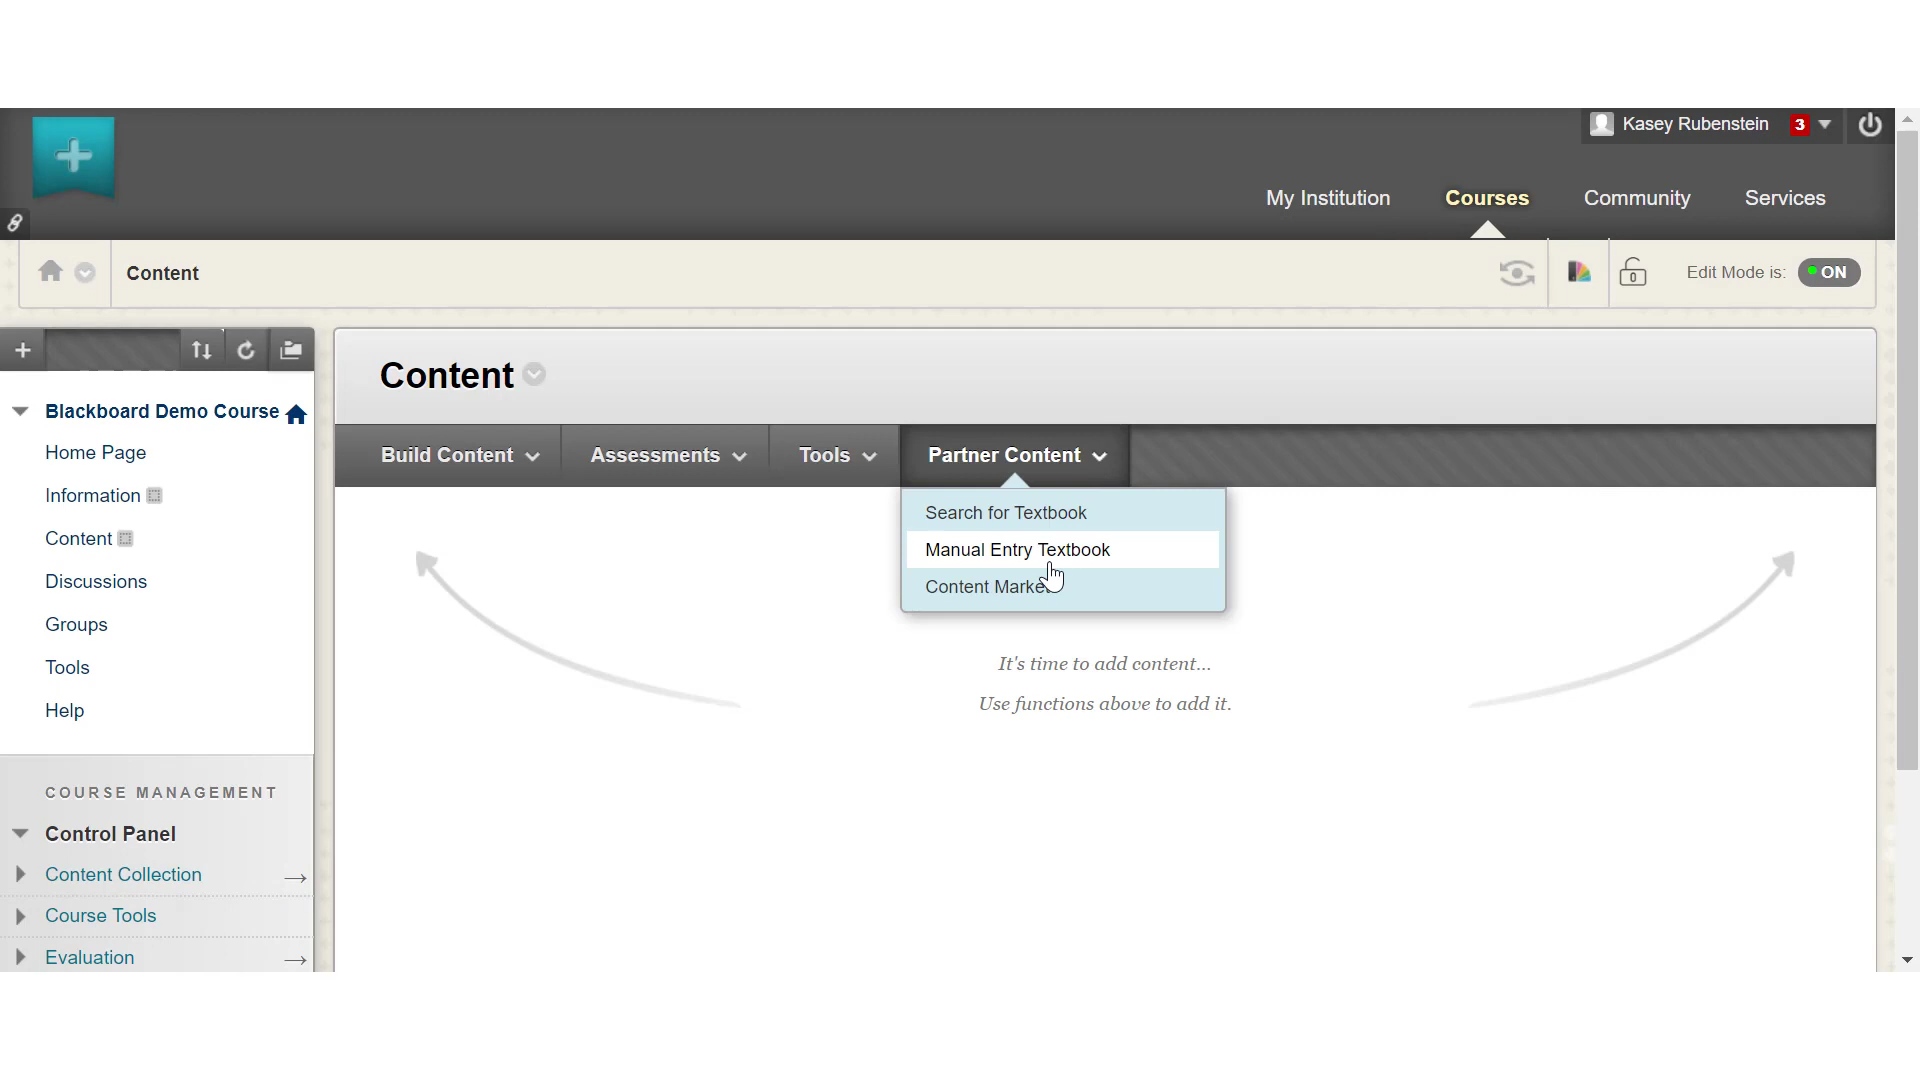 Kasey Rubenstein 3
My Institution Courses Community Services
Content Edit Mode is: ON
Content
Blackboard Demo Course
Home Page
Information
Content
Discussions
Groups
Tools
Help
COURSE MANAGEMENT
Control Panel
Content Collection
Course Tools
Evaluation
Build Content Assessments Tools Partner Content
Search for Textbook
Manual Entry Textbook
Content Market
It's time to add content...
Use functions above to add it.